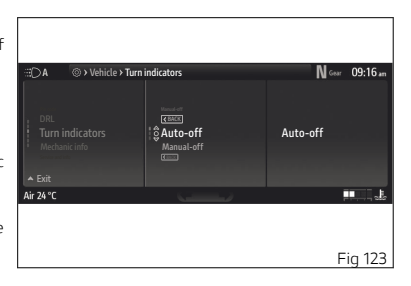 f
A
Vehicle > Turn indicators
N Gear
09:16 am
DRL
Turn indicators
Mechanic info
Exit
Manual-off
BACK
Auto-off
Manual-off
Auto-off
Air 24 °C
c
e
Fig 123